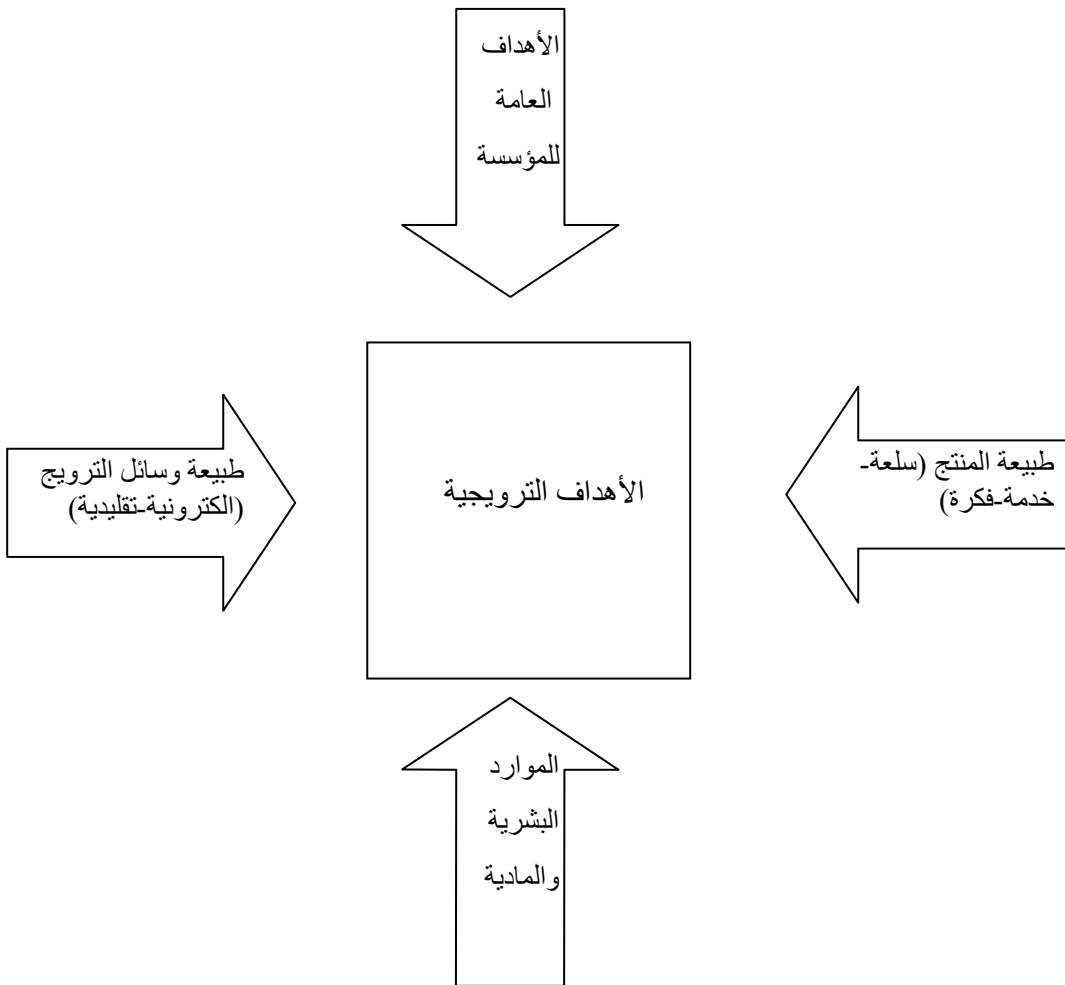 الأهداف
العامة
للمؤسسة
طبيعة المنتج (سلعة-
خدمة-فكرة)
الأهداف الترويجية
طبيعة وسائل الترويج
(الكترونية-تقليدية)
الموارد
البشرية
والمادية